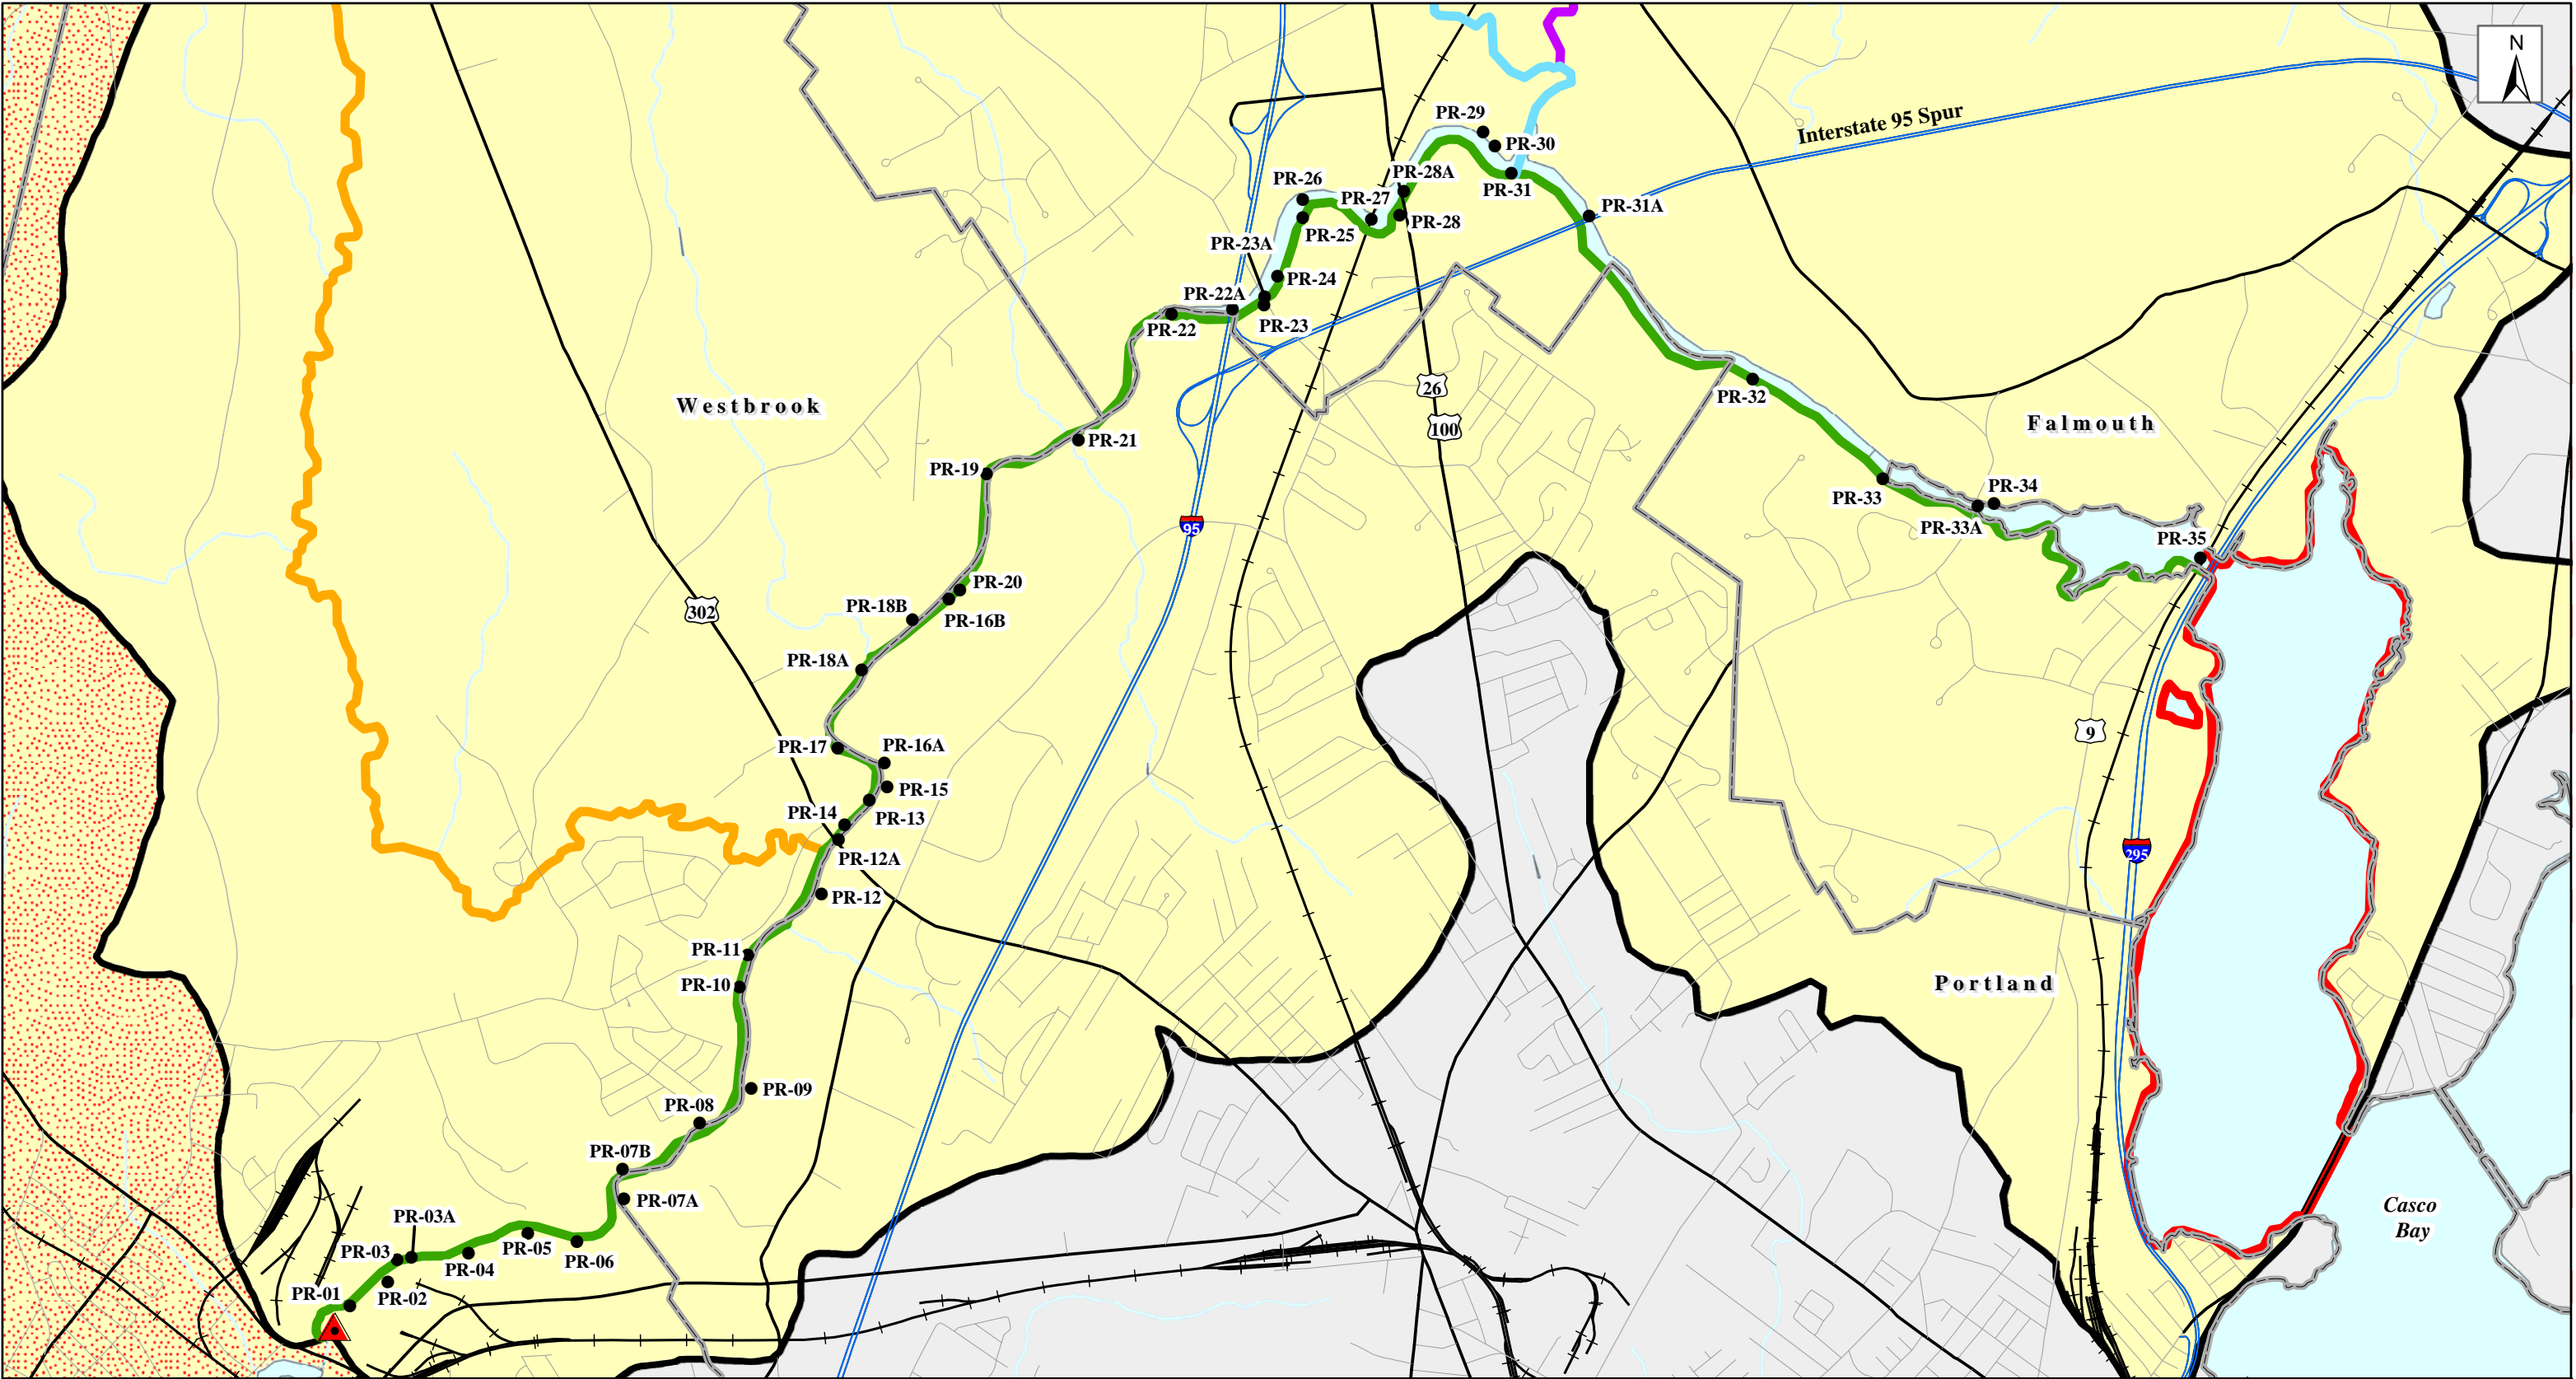 N
Interstate 95 Spur
PR-29
PR-30
PR-28A
PR-31
PR-26
PR-27
PR-31A
PR-28
PR-25
PR-23A
PR-24
PR-22A
PR-23
PR-22
26
PR-32
Westbrook
100
Falmouth
PR-21
PR-19
PR-33
PR-34
PR-33A
95
PR-35
PR-20
PR-18B
302
PR-16B
PR-18A
9
PR-17
PR-16A
PR-15
PR-14
PR-13
295
PR-12A
PR-12
PR-11
PR-10
Portland
PR-09
PR-08
PR-07B
PR-07A
Casco
Bay
PR-03A
PR-03
PR-05
PR-06
PR-04
PR-01
PR-02